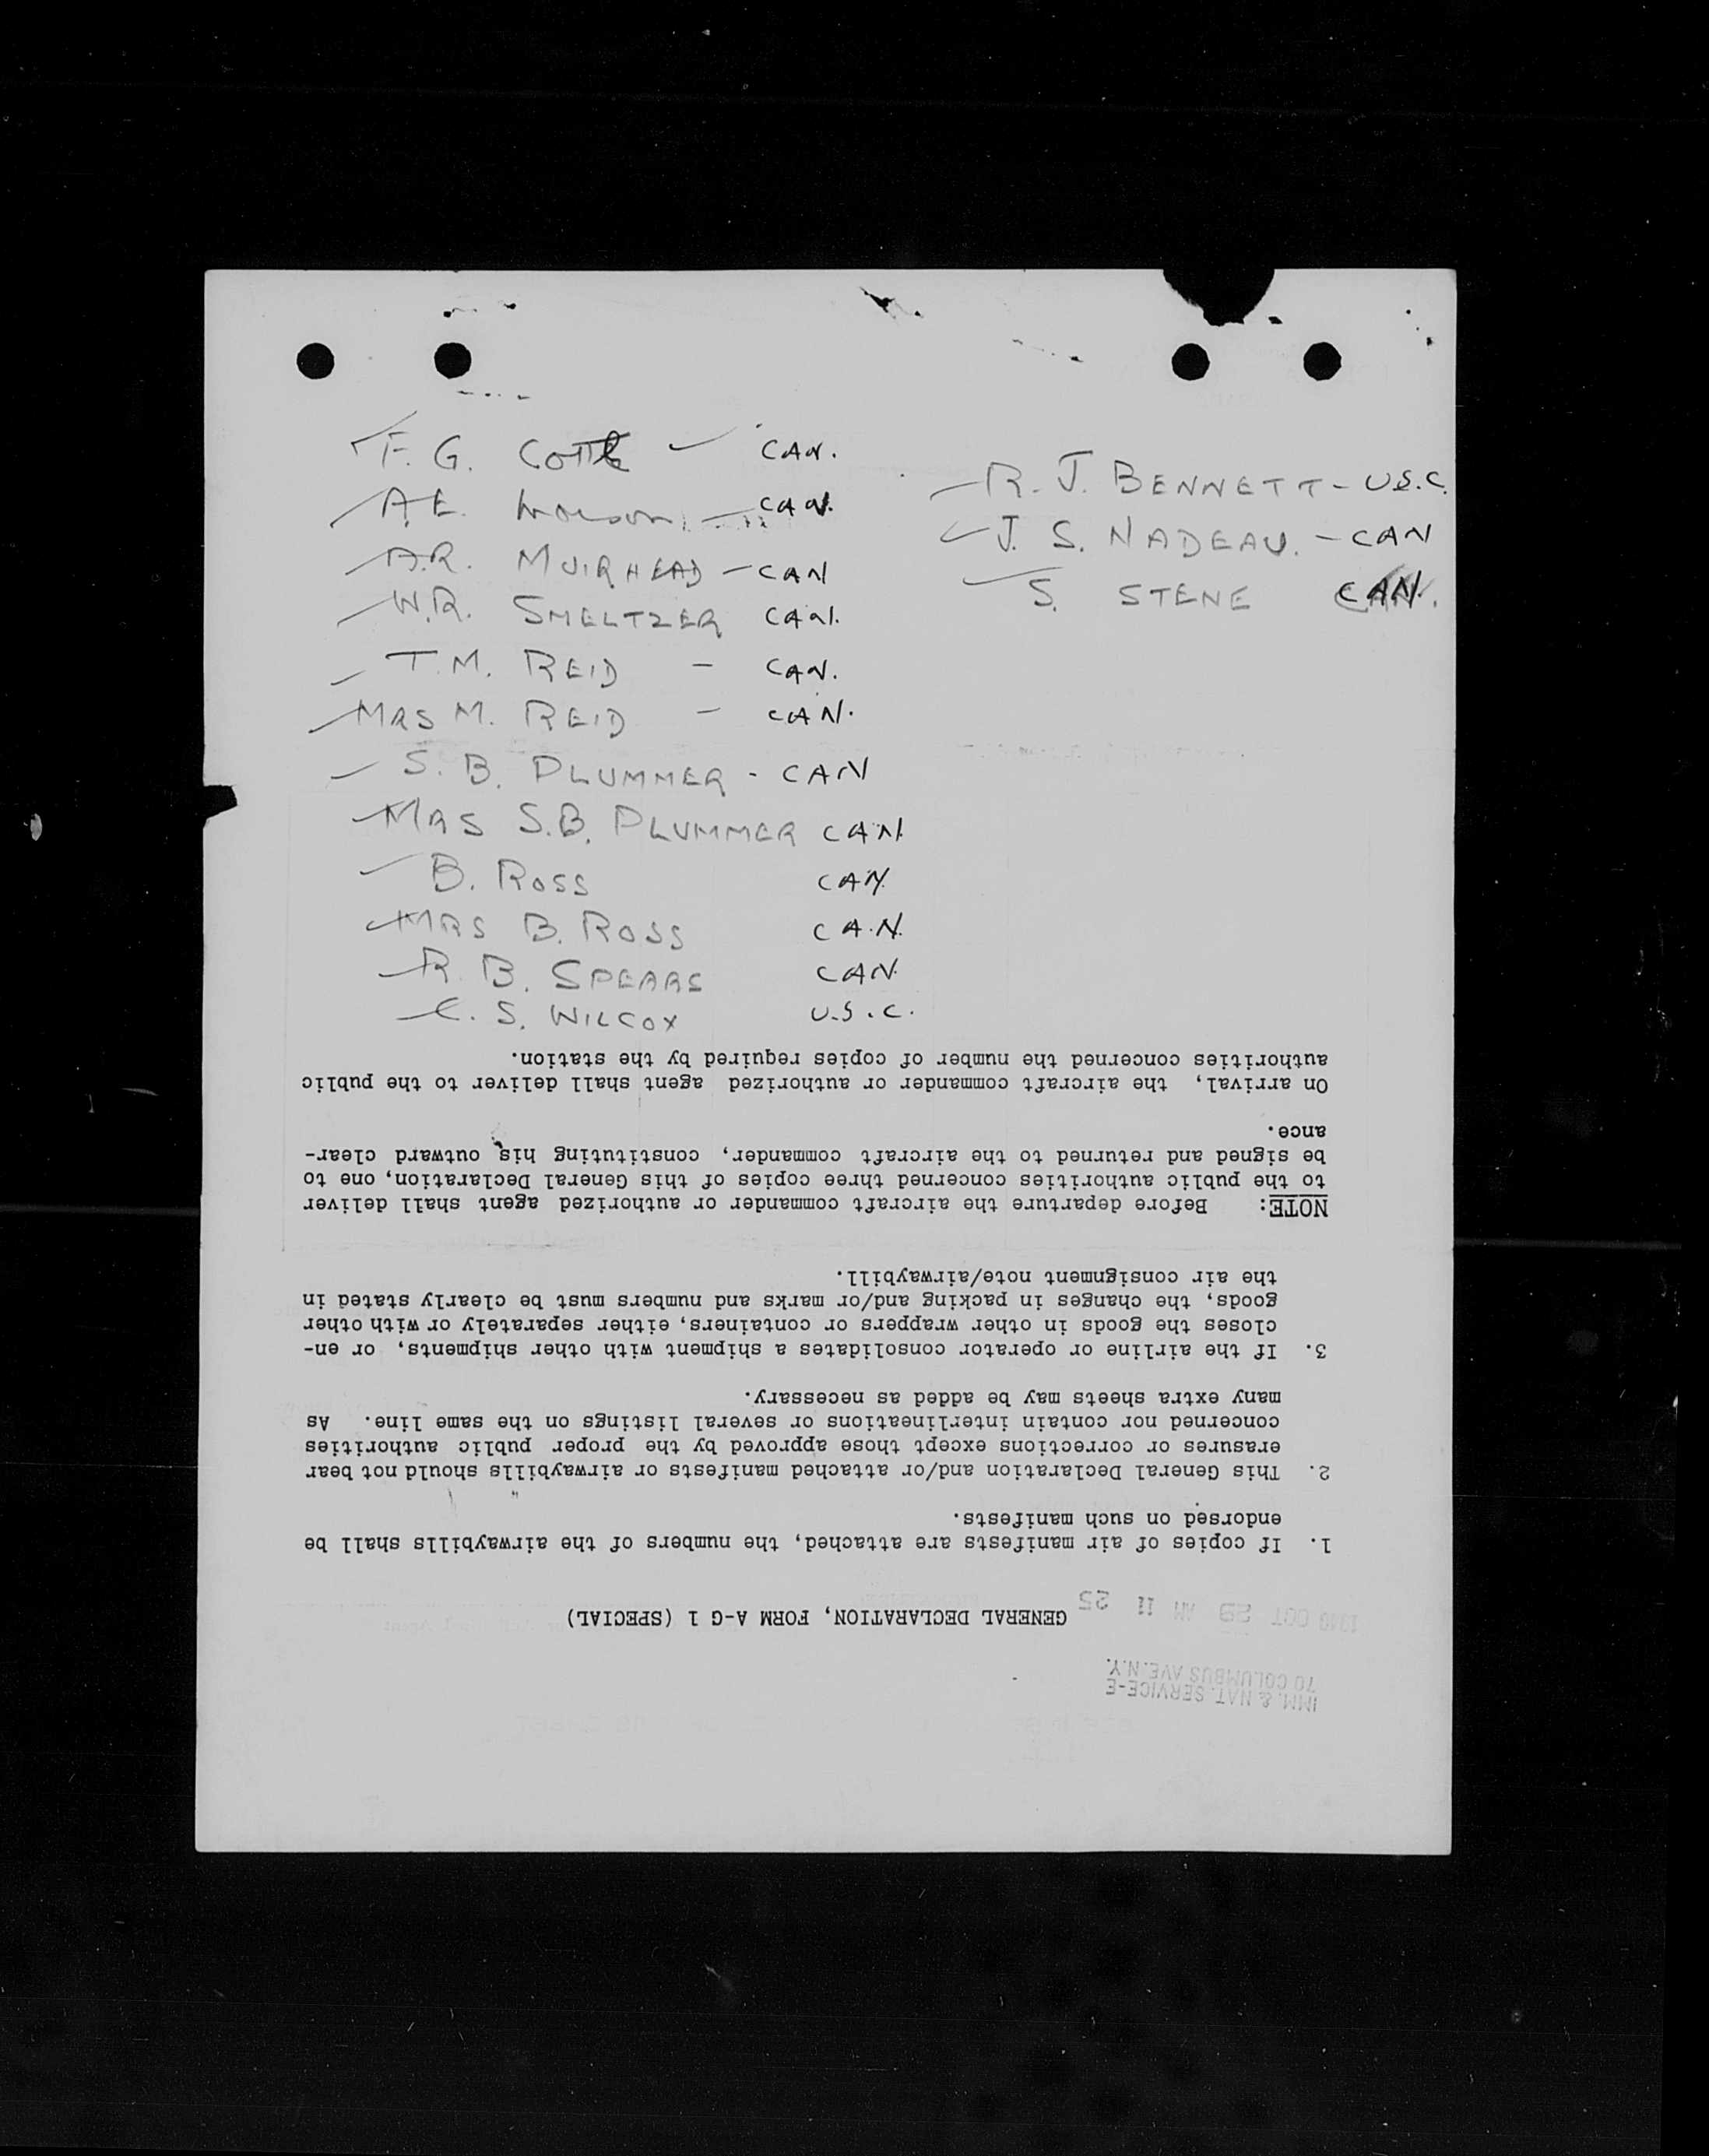 F. G. COTTE - CAN.
A.E. - CAN.
A.R. MUIRHEAD - CAN
W.R. SMELTZER CAN.
T.M. REID - CAN.
MRS M. REID - CAN.
S. B. PLUMMER - CAN
MRS S.B. PLUMMER CAN
B. ROSS CAN.
MRS B. ROSS CAN.
R. B. SPEARS CAN.
C. S. WILCOX U.S.C.
R. J. BENNETT - U.S.C.
J. S. NADEAU. - CAN
S. STENE CAN.
IMM. & NAT. SERVICE-E
70 COLUMBUS AVE. N.Y.
OCT 29 AM 11 25
GENERAL DECLARATION, FORM A-G 1 (SPECIAL)
1. If copies of air manifests are attached, the numbers of the airwaybills shall be
endorsed on such manifests.
2. This General Declaration and/or attached manifests or airwaybills should not bear
erasures or corrections except those approved by the proper public authorities
concerned nor contain interlineations or several listings on the same line. As
many extra sheets may be added as necessary.
3. If the airline or operator consolidates a shipment with other shipments, or en-
closes the goods in other wrappers or containers, either separately or with other
goods, the changes in packing and/or marks and numbers must be clearly stated in
the air consignment note/airwaybill.
NOTE: Before departure the aircraft commander or authorized agent shall deliver
to the public authorities concerned three copies of this General Declaration, one to
be signed and returned to the aircraft commander, constituting his outward clear-
ance.
On arrival, the aircraft commander or authorized agent shall deliver to the public
authorities concerned the number of copies required by the station.